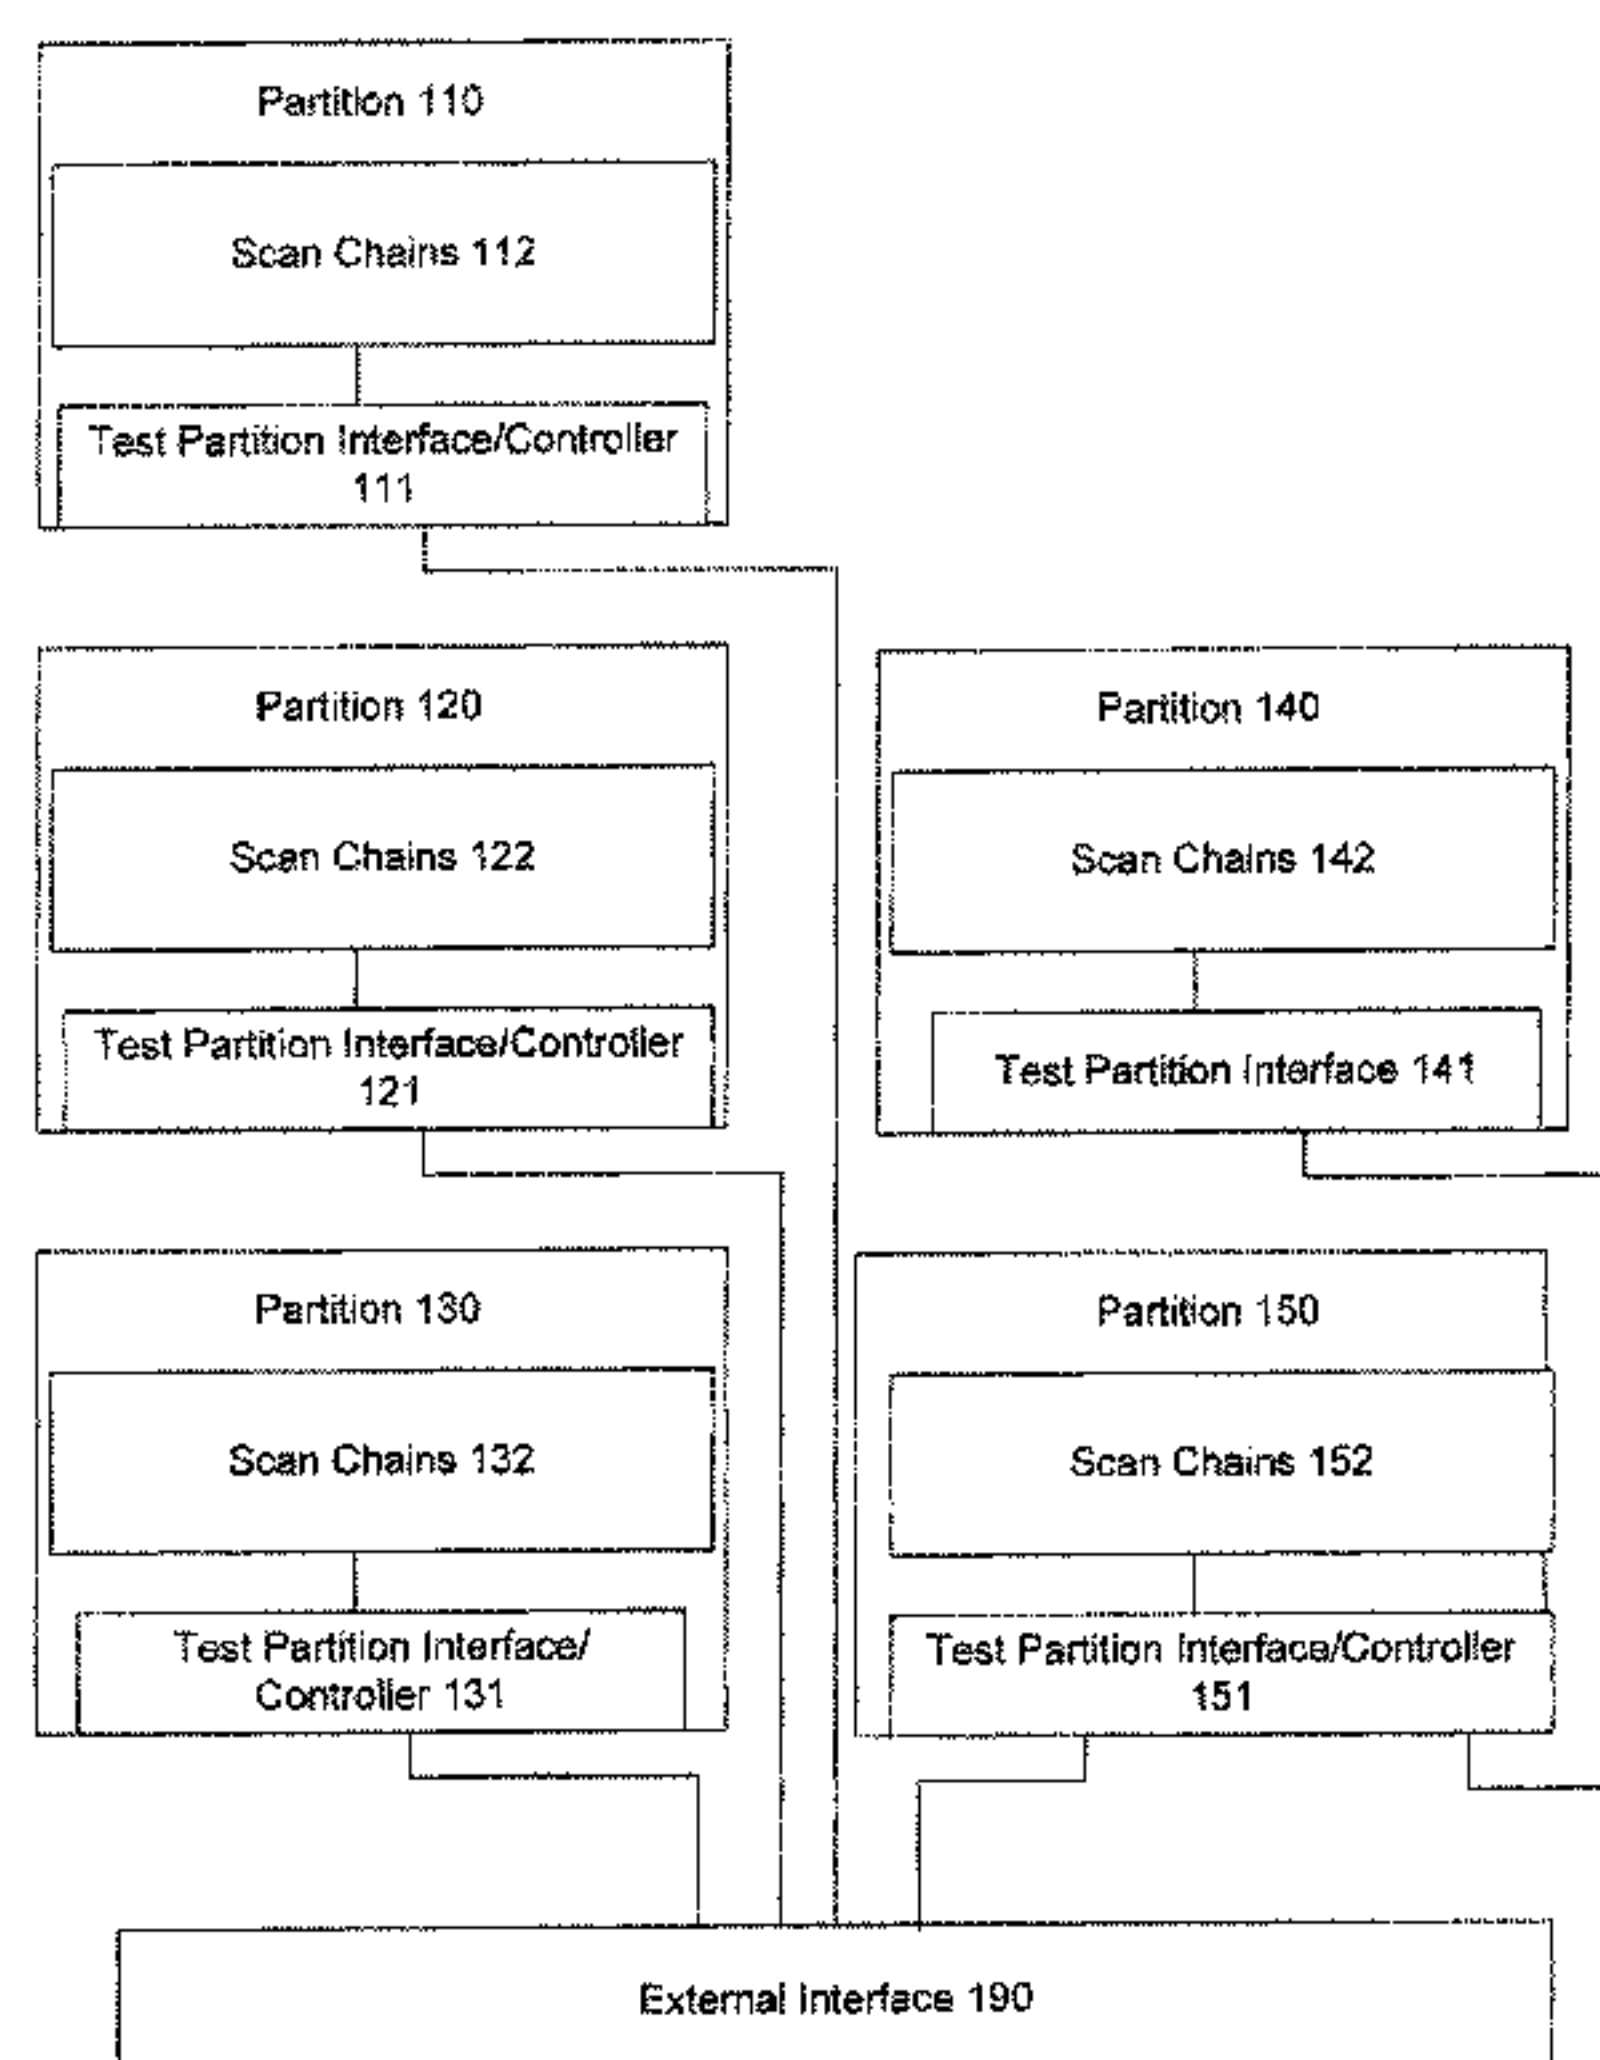 Partition 110
Scan Chains 112
Test Partition Interface/Controller
111
Partition 120
Scan Chains 122
Test Partition Interface/Controller
121
Partition 130
Scan Chains 132
Test Partition Interface/
Controller 131
Partition 140
Scan Chains 142
Test Partition Interface 141
Partition 150
Scan Chains 152
Test Partition Interface/Controller
151
External Interface 190